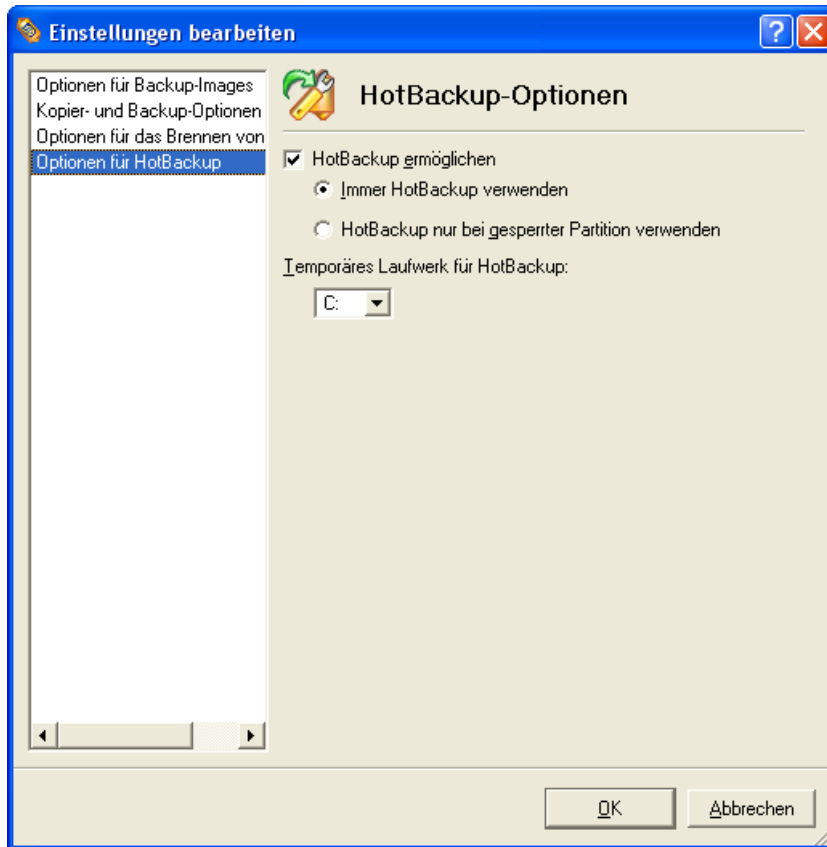 Einstellungen bearbeiten
Optionen für Backup-Images
Kopier- und Backup-Optionen
Optionen für das Brennen von
Optionen für HotBackup
HotBackup-Optionen
HotBackup ermöglichen
Immer HotBackup verwenden
HotBackup nur bei gesperrter Partition verwenden
Temporäres Laufwerk für HotBackup:
C:
OK
Abbrechen